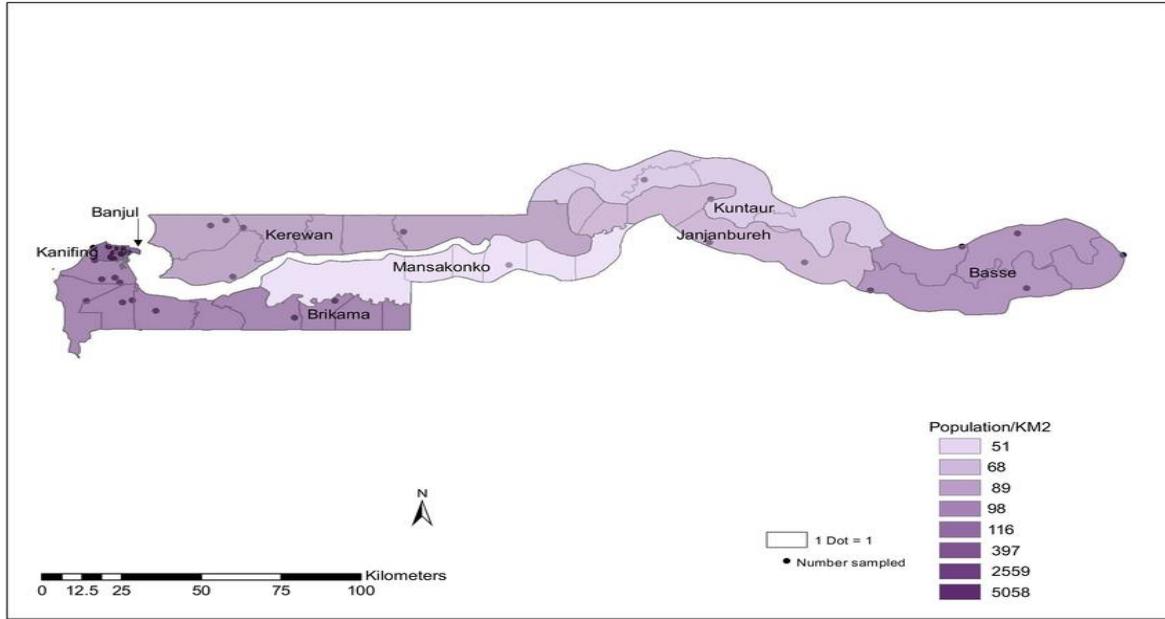 Banjul
Kanifing
Kerewan
Mansakonko
Brikama
Kuntaur
Janjanbureh
Basse
Population/KM2
51
68
89
98
116
397
2559
5058
N
1 Dot = 1
Number sampled
Kilometers
0 12.5 25 50 75 100